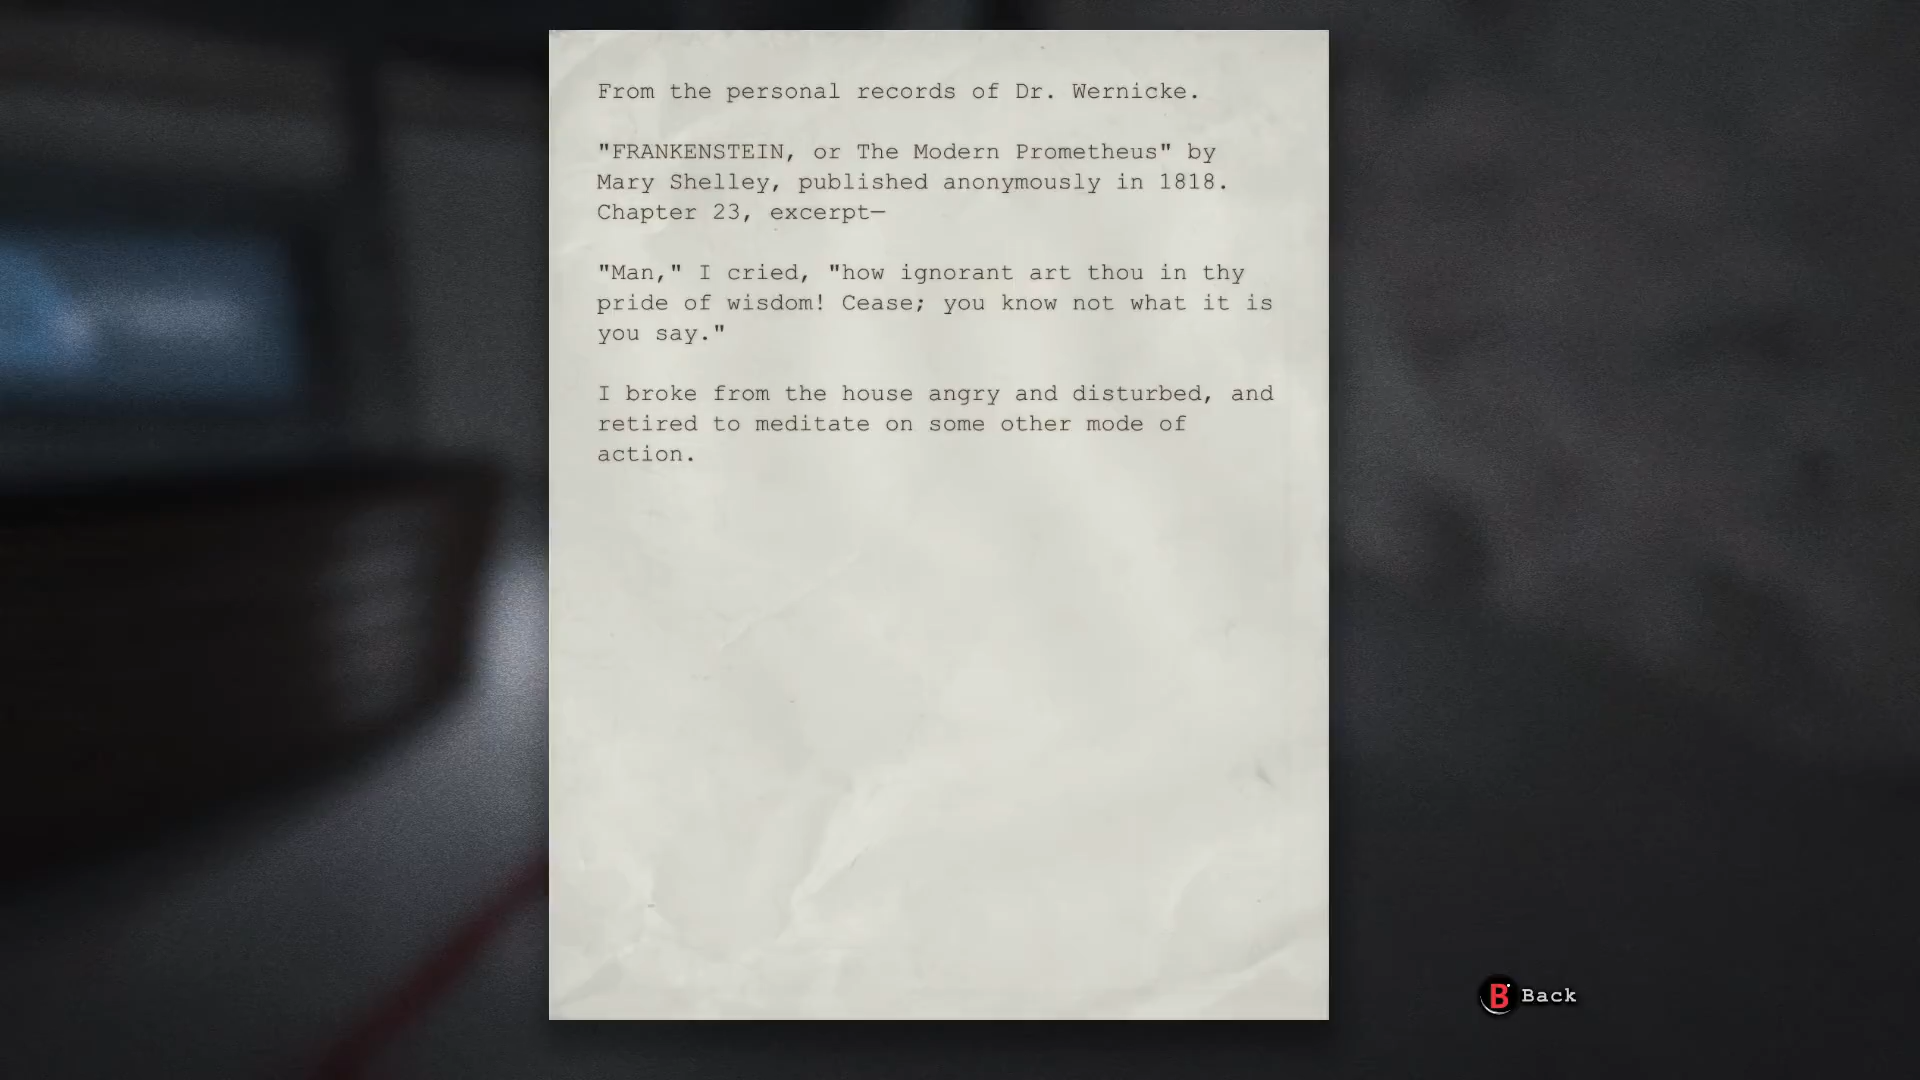 From the personal records of Dr. Wernicke.
"FRANKENSTEIN, or The Modern Prometheus" by
Mary Shelley, published anonymously in 1818.
Chapter 23, excerpt—
"Man," I cried, "how ignorant art thou in thy
pride of wisdom! Cease; you know not what it is
you say."
I broke from the house angry and disturbed, and
retired to meditate on some other mode of
action.
B Back